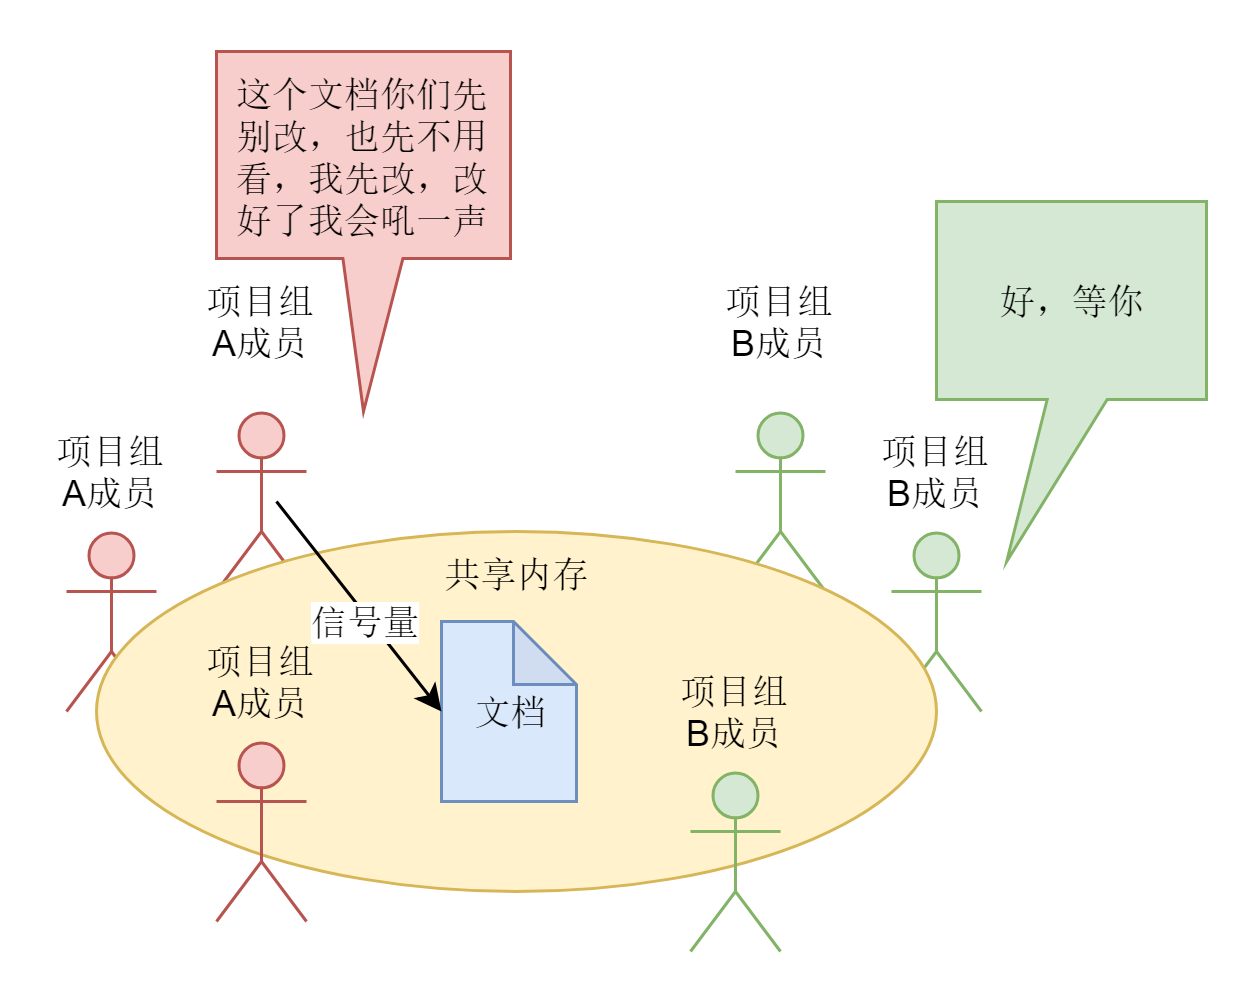 这个文档你们先
别改，也先不用
看，我先改，改
好了我会吼一声
项目组
A成员
项目组
B成员
好，等你
项目组
A成员
项目组
B成员
共享内存
信号量
项目组
A成员
文档
项目组
B成员